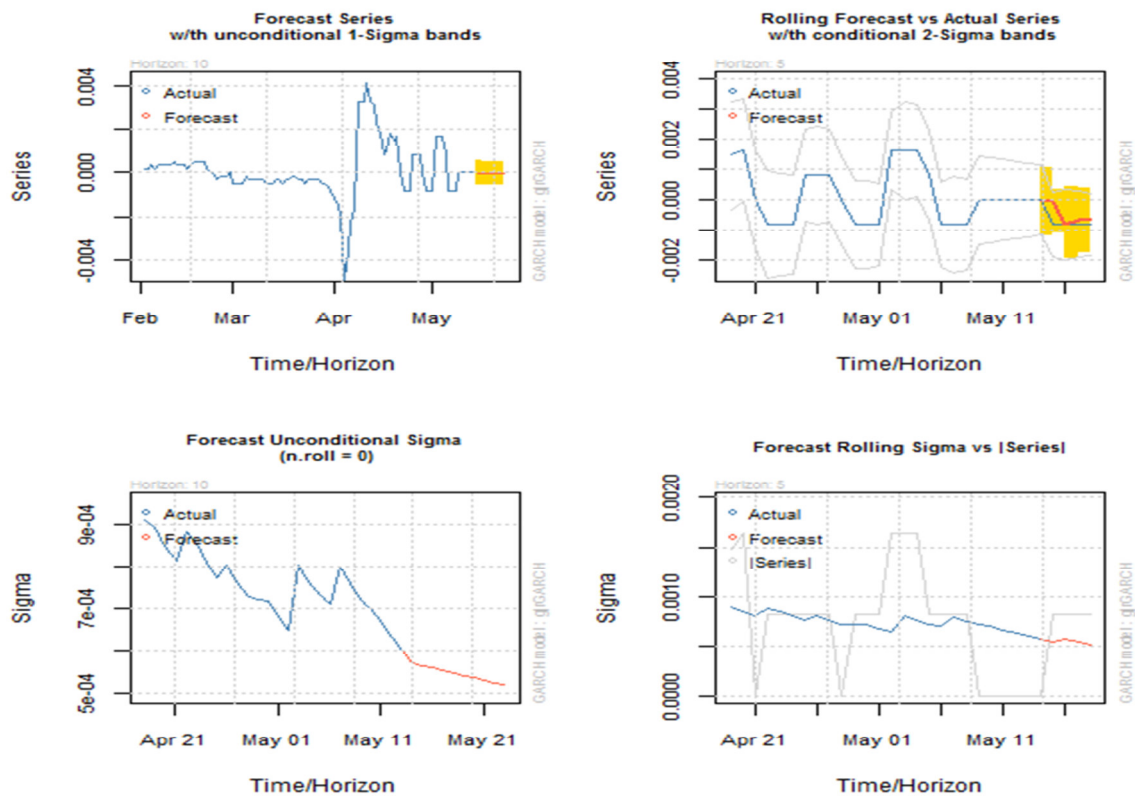 Forecast Series
w/th unconditional 1-Sigma bands
Horizon: 10
Actual
Forecast
0.004
0.000
-0.004
Series
Feb
Mar
Apr
May
Time/Horizon
GARCH model: gjrGARCH
Rolling Forecast vs Actual Series
w/th conditional 2-Sigma bands
Horizon: 5
Actual
Forecast
0.004
0.002
0.000
-0.002
Series
Apr 21
May 01
May 11
Time/Horizon
GARCH model: gjrGARCH
Forecast Unconditional Sigma
(n.roll = 0)
Horizon: 10
Actual
Forecast
9e-04
7e-04
5e-04
Sigma
Apr 21
May 01
May 11
May 21
Time/Horizon
GARCH model: gjrGARCH
Forecast Rolling Sigma vs |Series|
Horizon: 5
Actual
Forecast
|Series|
0.0020
0.0010
0.0000
Sigma
Apr 21
May 01
May 11
Time/Horizon
GARCH model: gjrGARCH